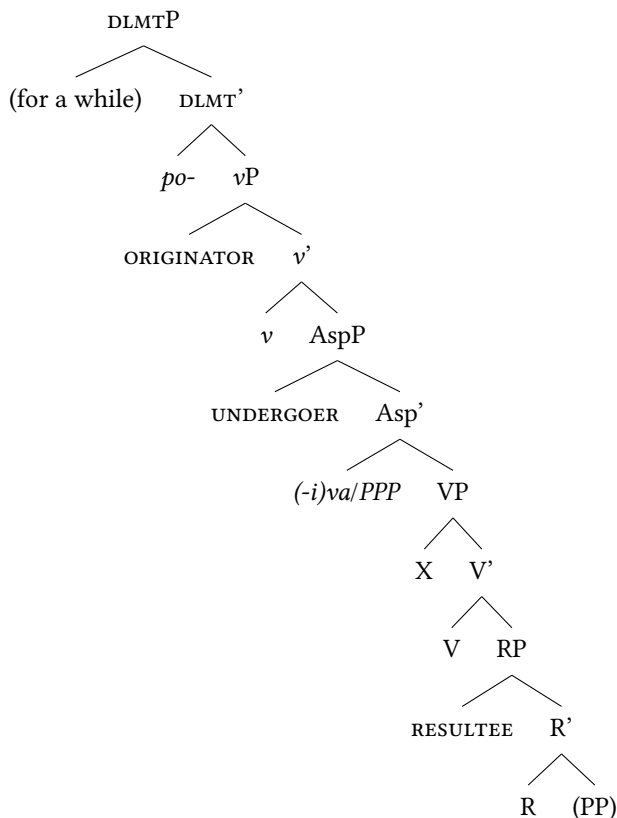 DLMTP
(for a while) DLMT’
po- vP
ORIGINATOR v’
v AspP
UNDERGOER Asp’
(-i)va/PPP VP
X V’
V RP
RESULTEE R’
R (PP)